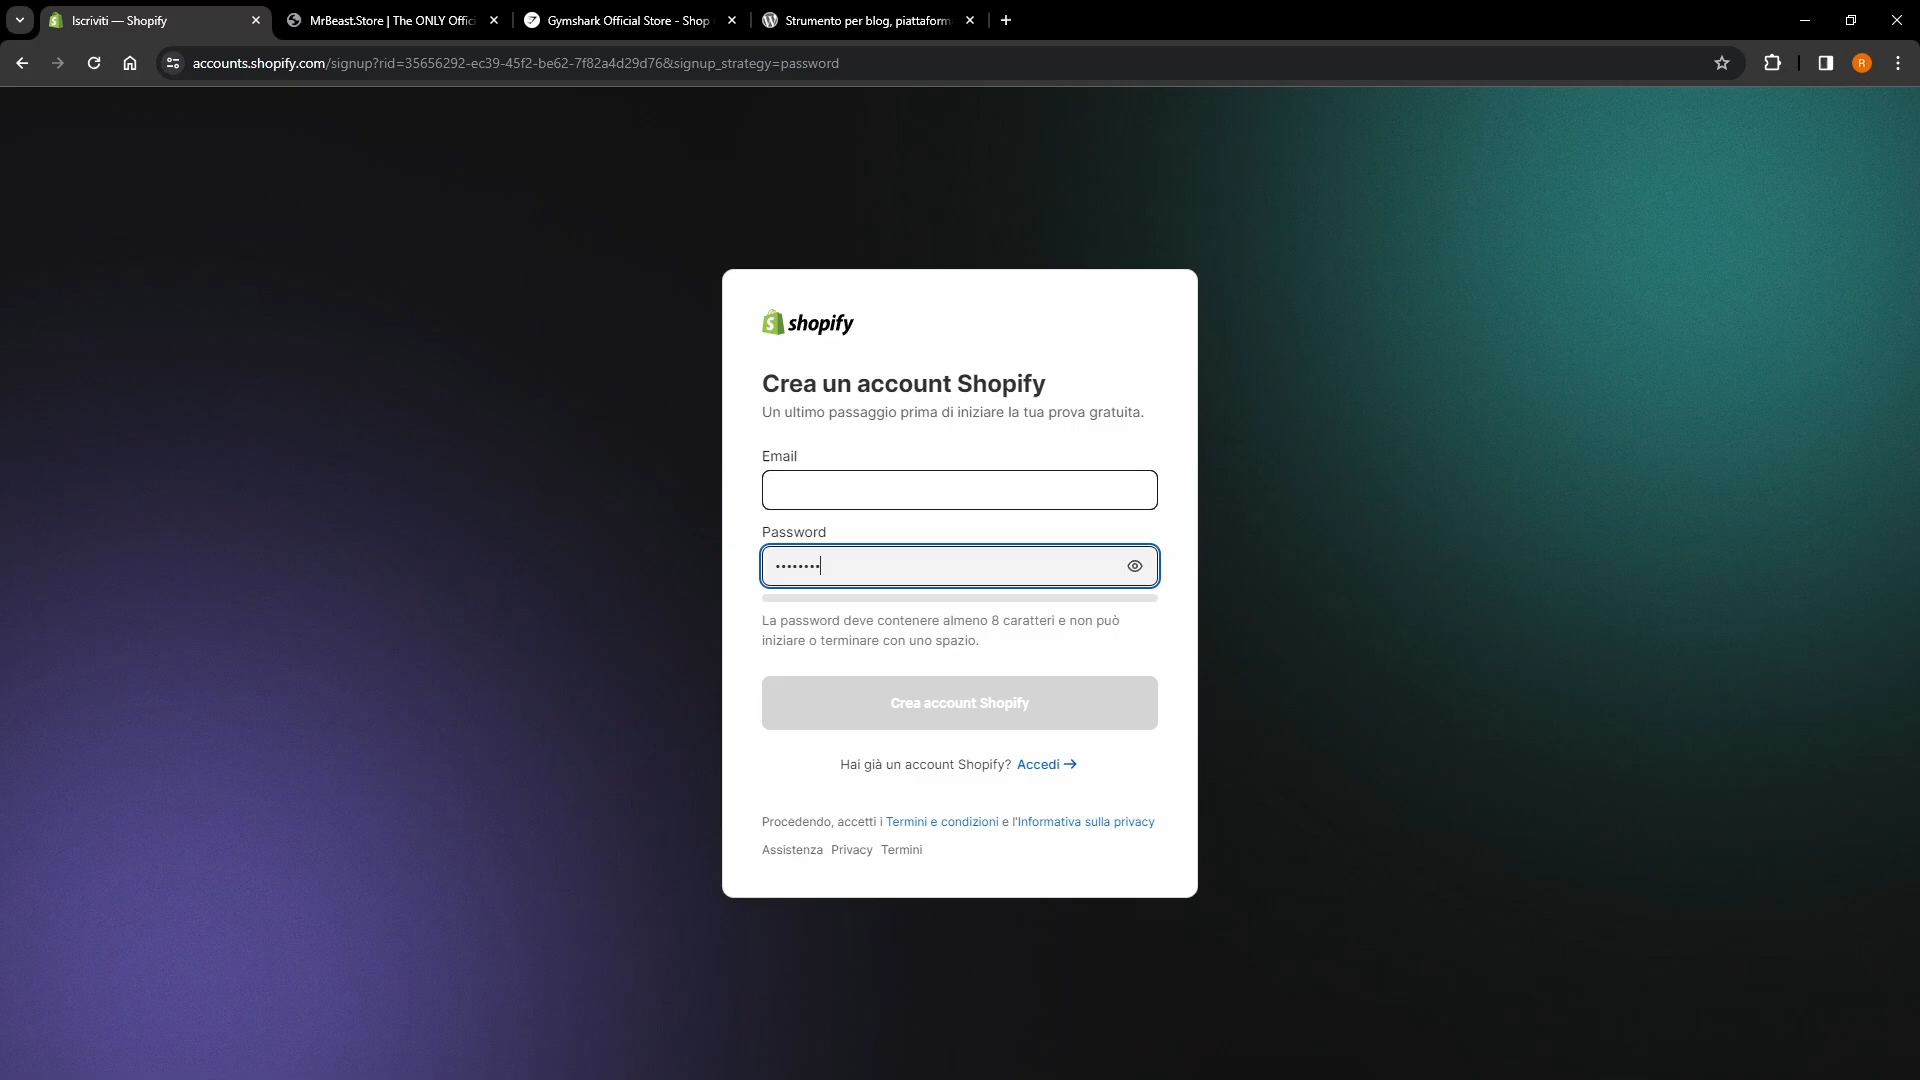 Iscriviti — Shopify
MrBeast.Store | The ONLY Offici
Gymshark Official Store - Shop
Strumento per blog, piattaform
accounts.shopify.com/signup?rid=35656292-ec39-45f2-be62-7f82a4d29d76&signup_strategy=password
R
shopify
Crea un account Shopify
Un ultimo passaggio prima di iniziare la tua prova gratuita.
Email
Password
••••••••
La password deve contenere almeno 8 caratteri e non può
iniziare o terminare con uno spazio.
Crea account Shopify
Hai già un account Shopify? Accedi →
Procedendo, accetti i Termini e condizioni e l'Informativa sulla privacy
Assistenza Privacy Termini